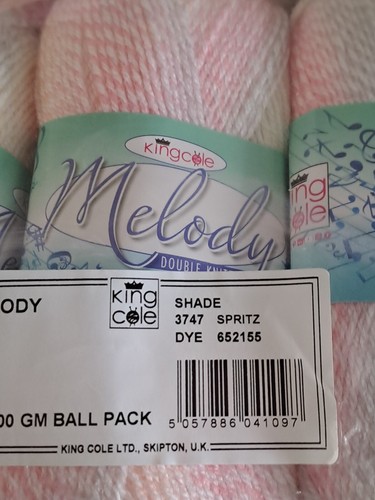 king cole
Melody
DOUBLE KNIT
ing
cole
ODY
king
cole
SHADE
3747 SPRITZ
DYE 652155
00 GM BALL PACK
5 057886 041097
KING COLE LTD., SKIPTON, U.K.